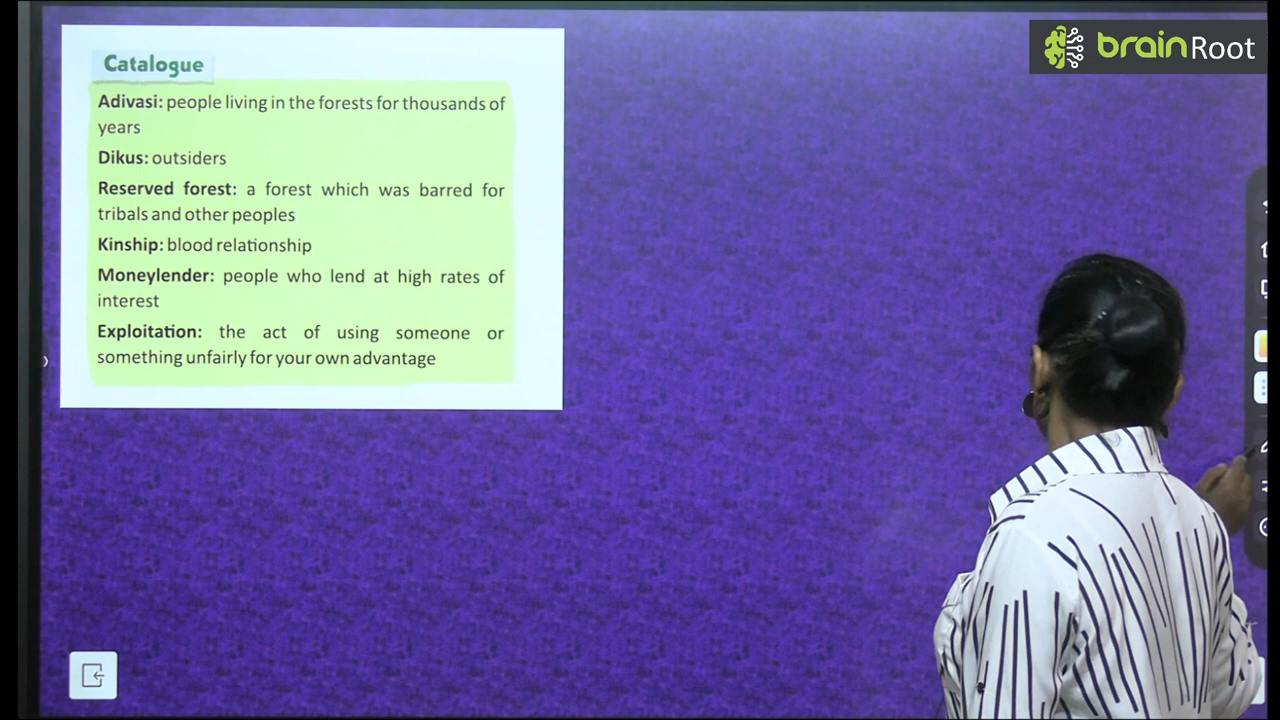 brainRoot
Catalogue
Adivasi: people living in the forests for thousands of
years
Dikus: outsiders
Reserved forest: a forest which was barred for
tribals and other peoples
Kinship: blood relationship
Moneylender: people who lend at high rates of
interest
Exploitation: the act of using someone or
something unfairly for your own advantage